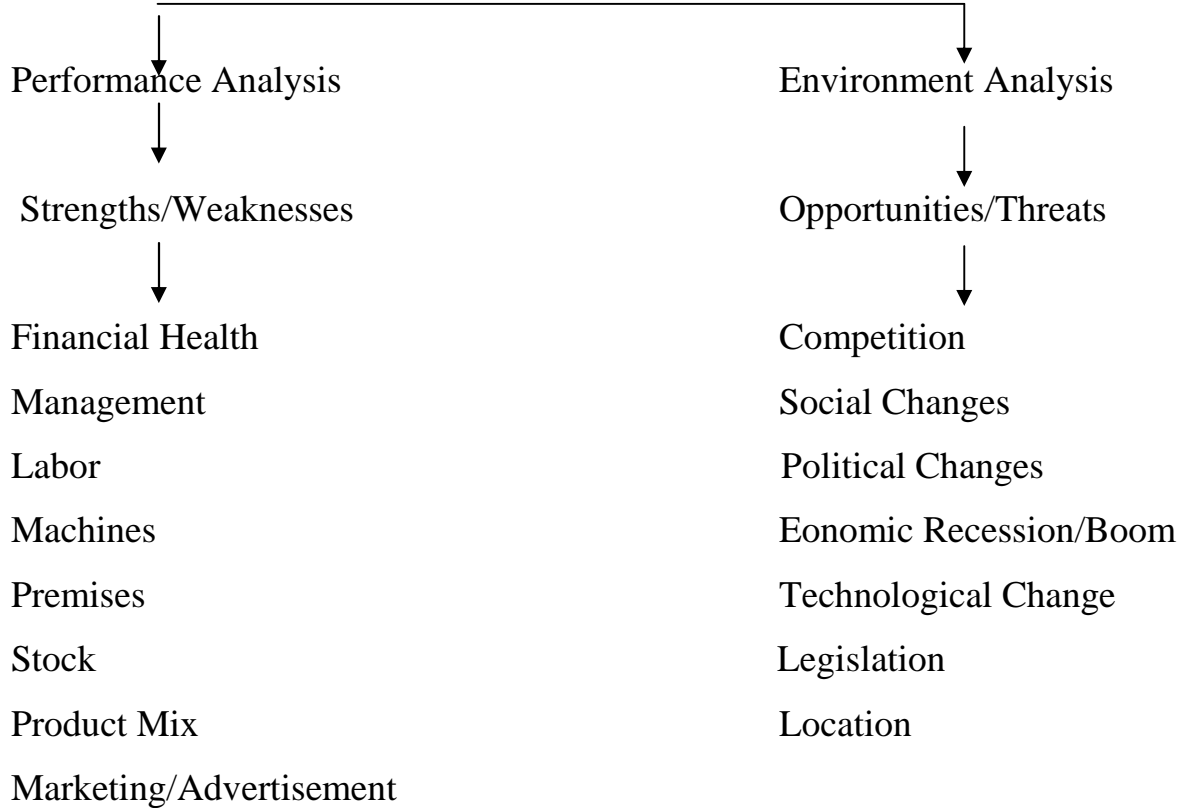 Performance Analysis
Environment Analysis
Strengths/Weaknesses
Opportunities/Threats
Financial Health
Competition
Management
Social Changes
Labor
Political Changes
Machines
Eonomic Recession/Boom
Premises
Technological Change
Stock
Legislation
Product Mix
Location
Marketing/Advertisement